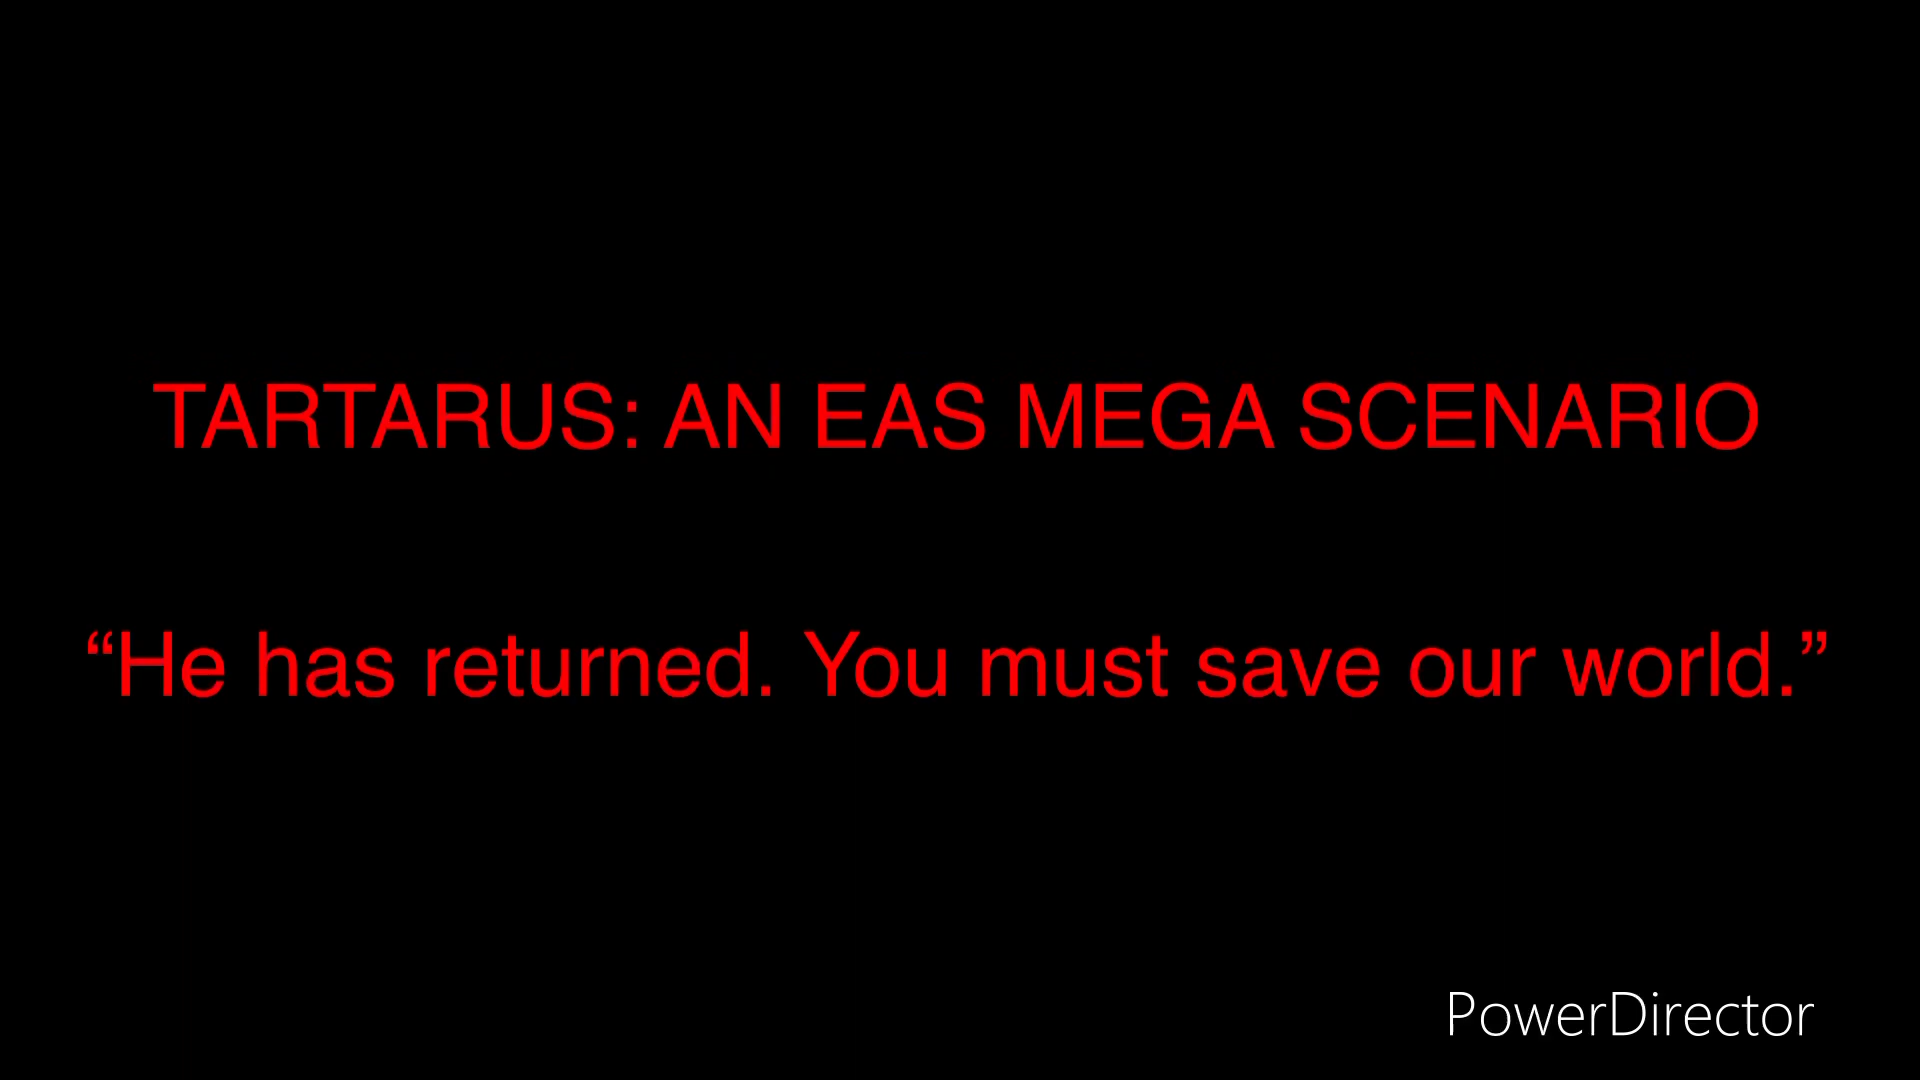 TARTARUS: AN EAS MEGA SCENARIO
“He has returned. You must save our world.”
PowerDirector